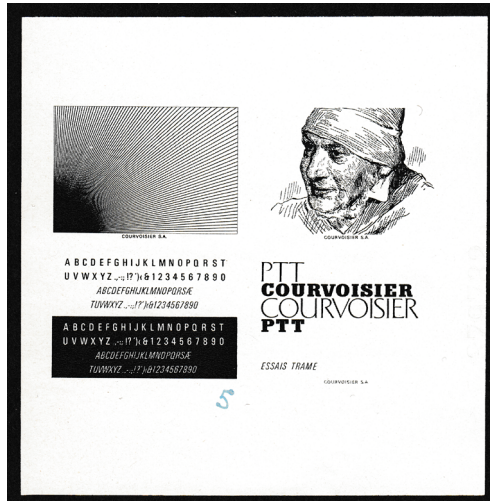 COURVOISIER S.A.
ABCDEFGHIJKLMNOPQRST
UVWXYZ.,-:; !?’)‹&1234567890
ABCDEFGHIJKLMNOPQRSÆ
TUVWXYZ.,-:;!?’)‹&1234567890
ABCDEFGHIJKLMNOPQRST
UVWXYZ.,-:; !?’)‹&1234567890
ABCDEFGHIJKLMNOPQRSÆ
TUVWXYZ.,-:;!?’)‹&1234567890
5
COURVOISIER S.A.
PTT
COURVOISIER
COURVOISIER
PTT
ESSAIS TRAME
COURVOISIER S.A.